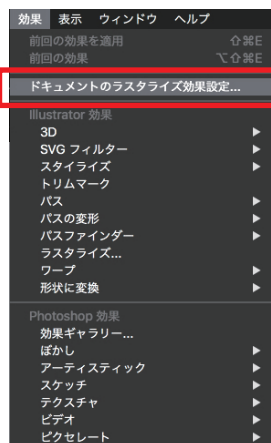 効果 表示 ウィンドウ ヘルプ
前回の効果を適用 ⇧⌘E
前回の効果 ⌥⇧⌘E
ドキュメントのラスタライズ効果設定...
Illustrator 効果
3D ▶
SVG フィルター ▶
スタイライズ ▶
トリムマーク
パス ▶
パスの変形 ▶
パスファインダー ▶
ラスタライズ...
ワープ ▶
形状に変換 ▶
Photoshop 効果
効果ギャラリー...
ぼかし ▶
アーティスティック ▶
スケッチ ▶
テクスチャ ▶
ビデオ ▶
ピクセレート ▶